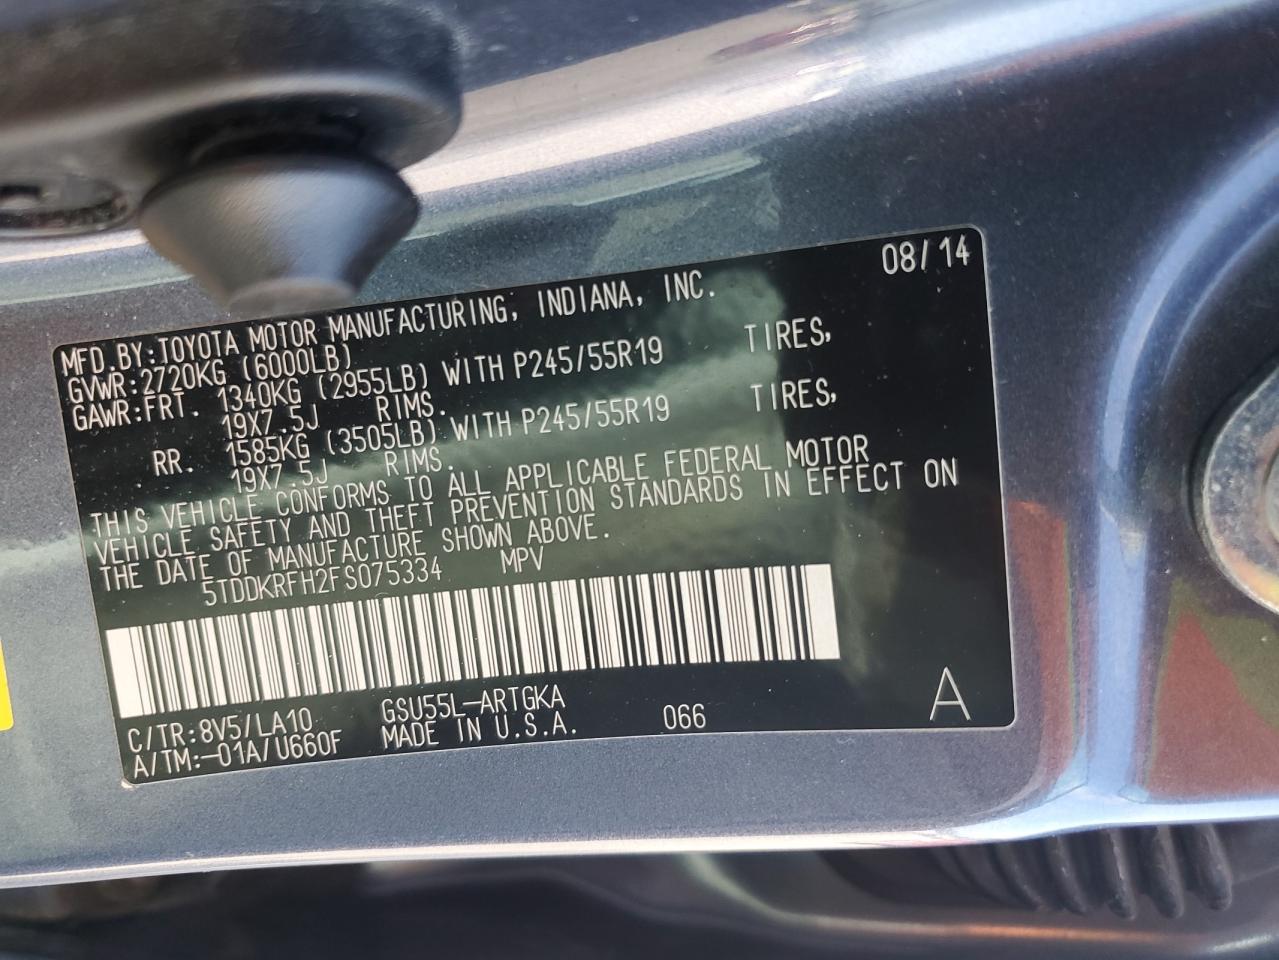 08/14
MFD.BY:TOYOTA MOTOR MANUFACTURING, INDIANA, INC.
GVWR:2720KG (6000LB)
GAWR:FRT. 1340KG (2955LB) WITH P245/55R19 TIRES,
19X7.5J RIMS.
RR. 1585KG (3505LB) WITH P245/55R19 TIRES,
19X7.5J RIMS.
THIS VEHICLE CONFORMS TO ALL APPLICABLE FEDERAL MOTOR
VEHICLE SAFETY AND THEFT PREVENTION STANDARDS IN EFFECT ON
THE DATE OF MANUFACTURE SHOWN ABOVE.
5TDDKRFH2FS075334 MPV
C/TR:8V5/LA10 GSU55L-ARTGKA
A/TM:-01A/U660F MADE IN U.S.A. 066 A